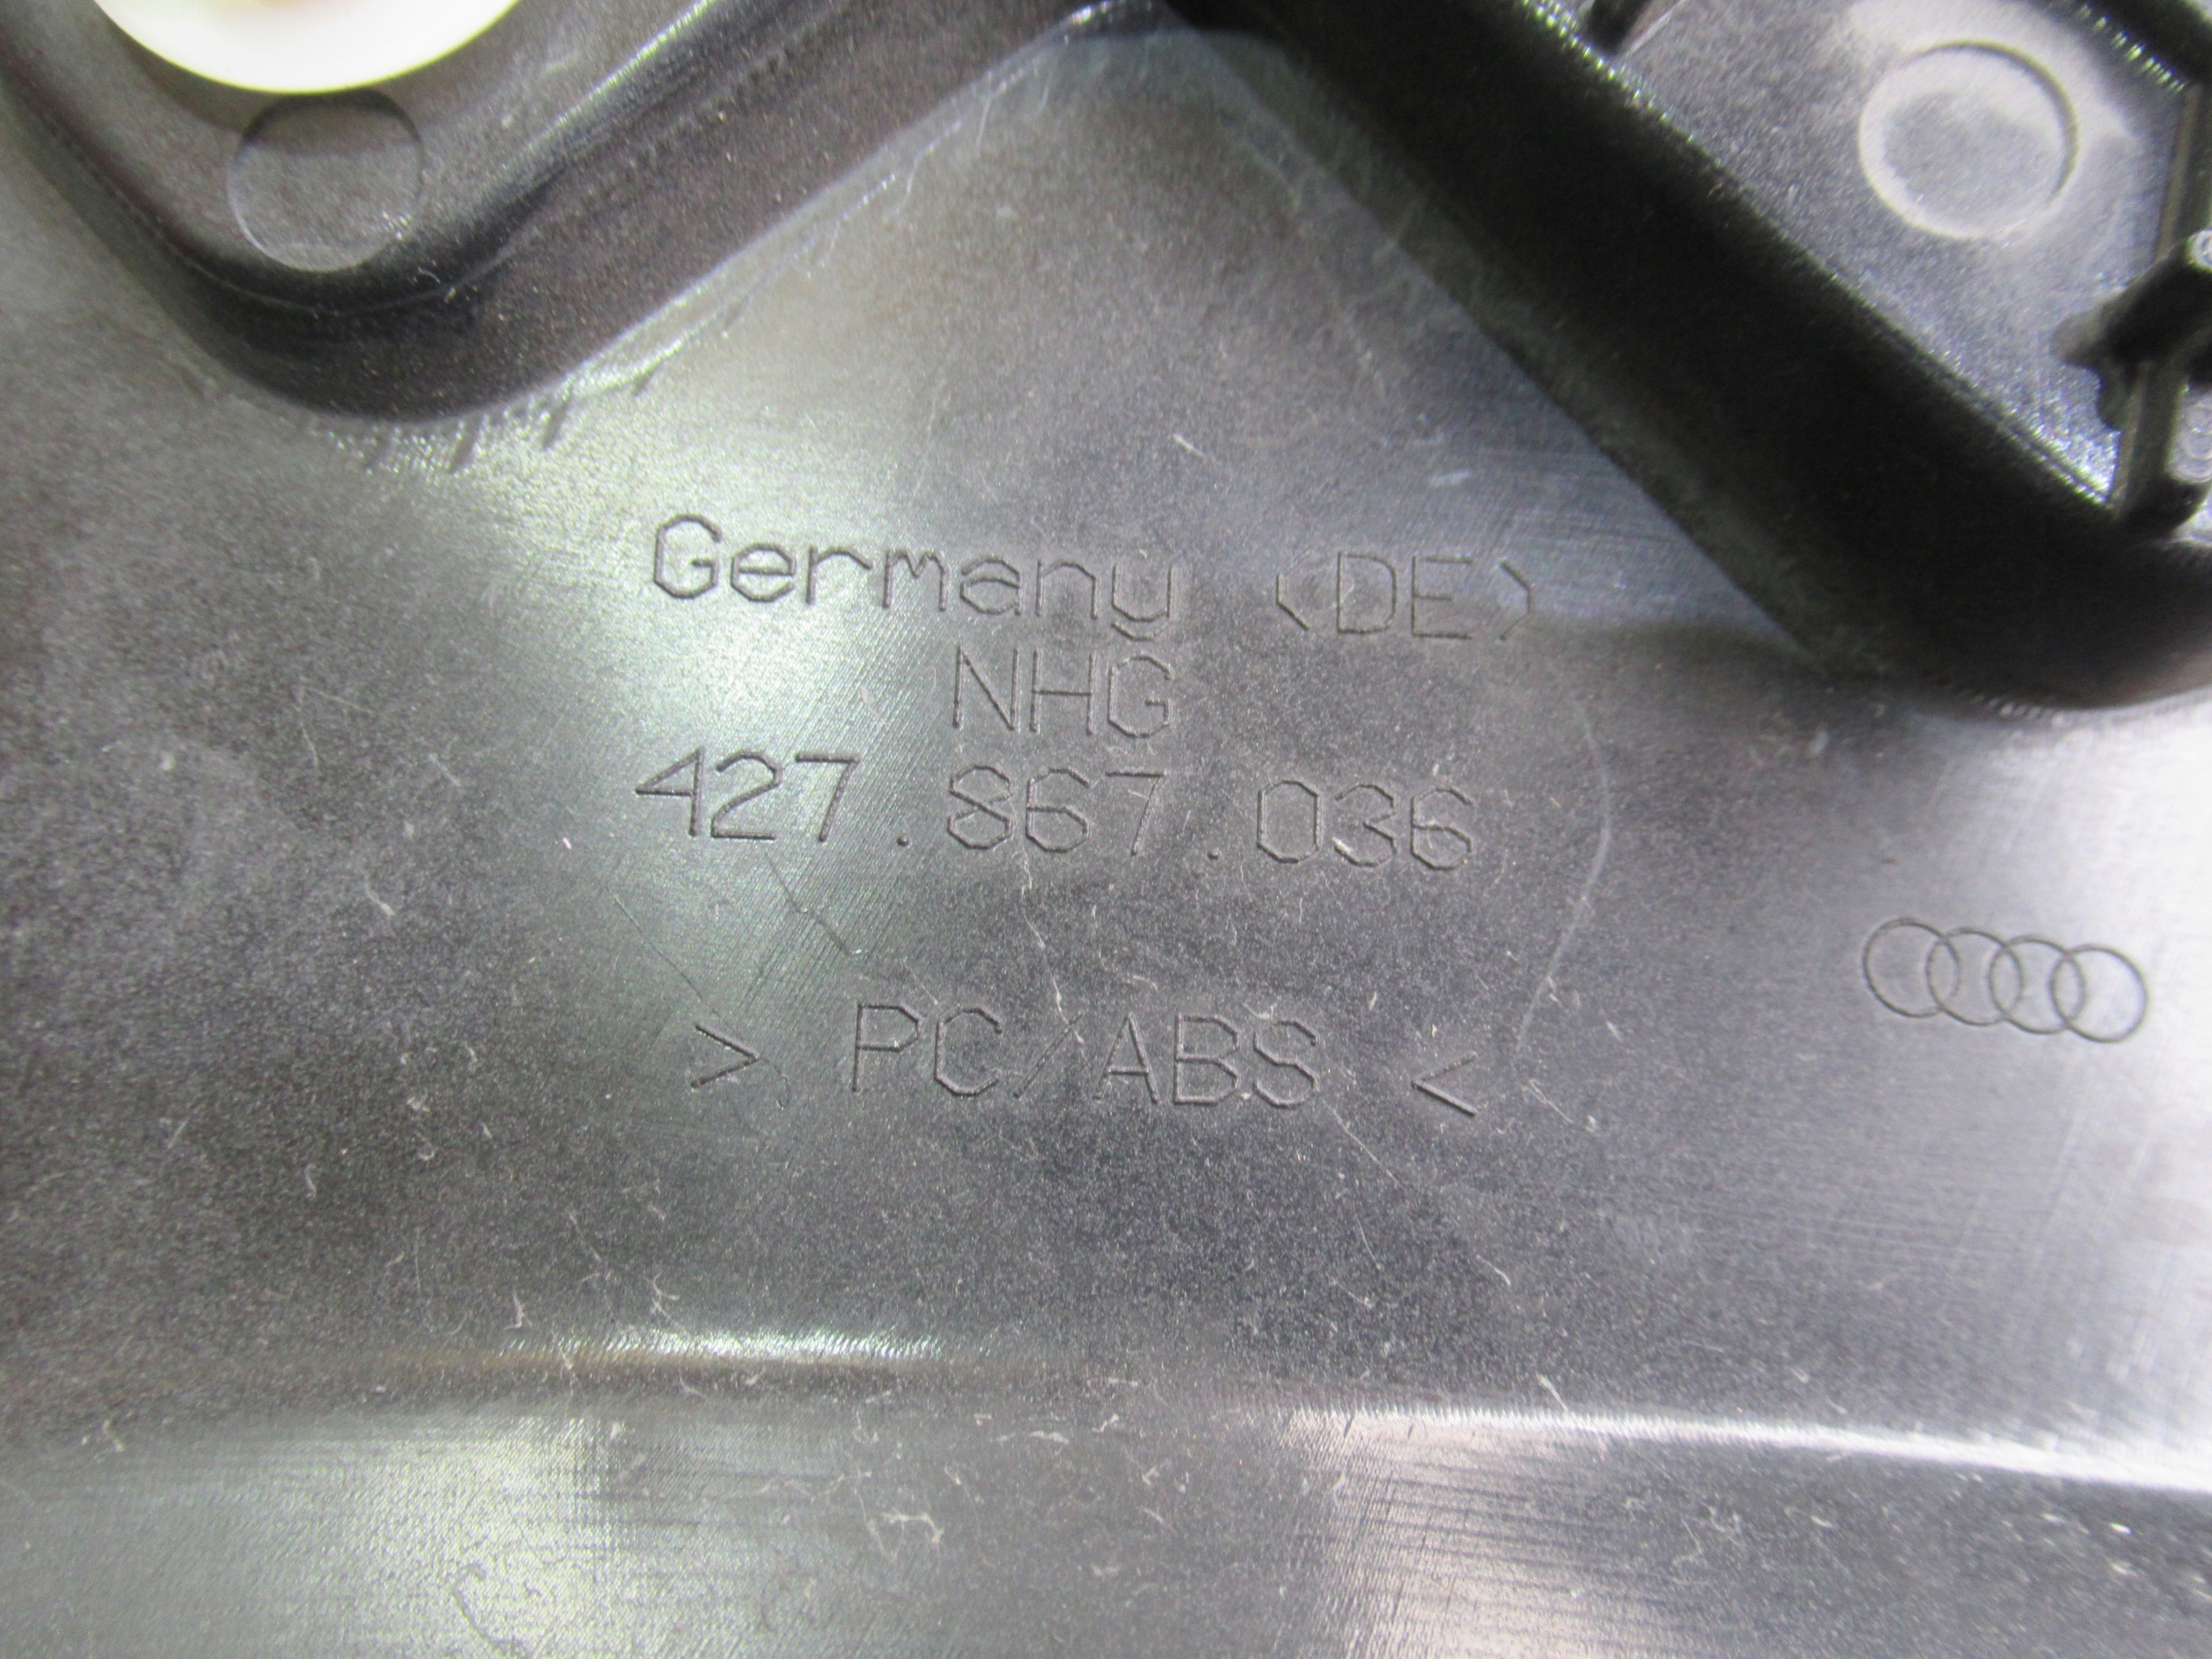 Germany (DE)
NHG
427.867.036
> PC/ABS <